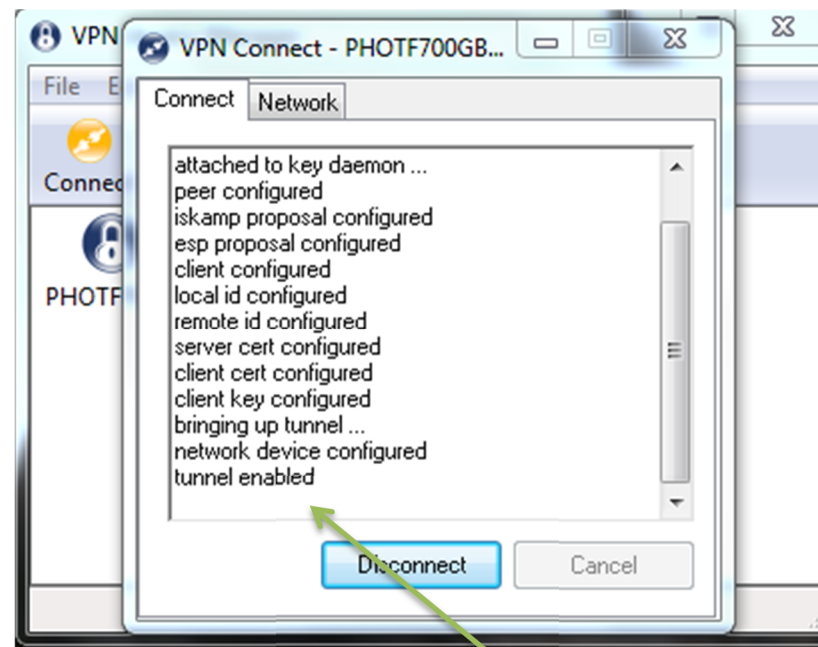 VPN
VPN Connect - PHOTF700GB...
File E
Connect Network
Connec
attached to key daemon ...
peer configured
iskamp proposal configured
esp proposal configured
client configured
PHOTF
local id configured
remote id configured
server cert configured
client cert configured
client key configured
bringing up tunnel ...
network device configured
tunnel enabled
Disconnect Cancel